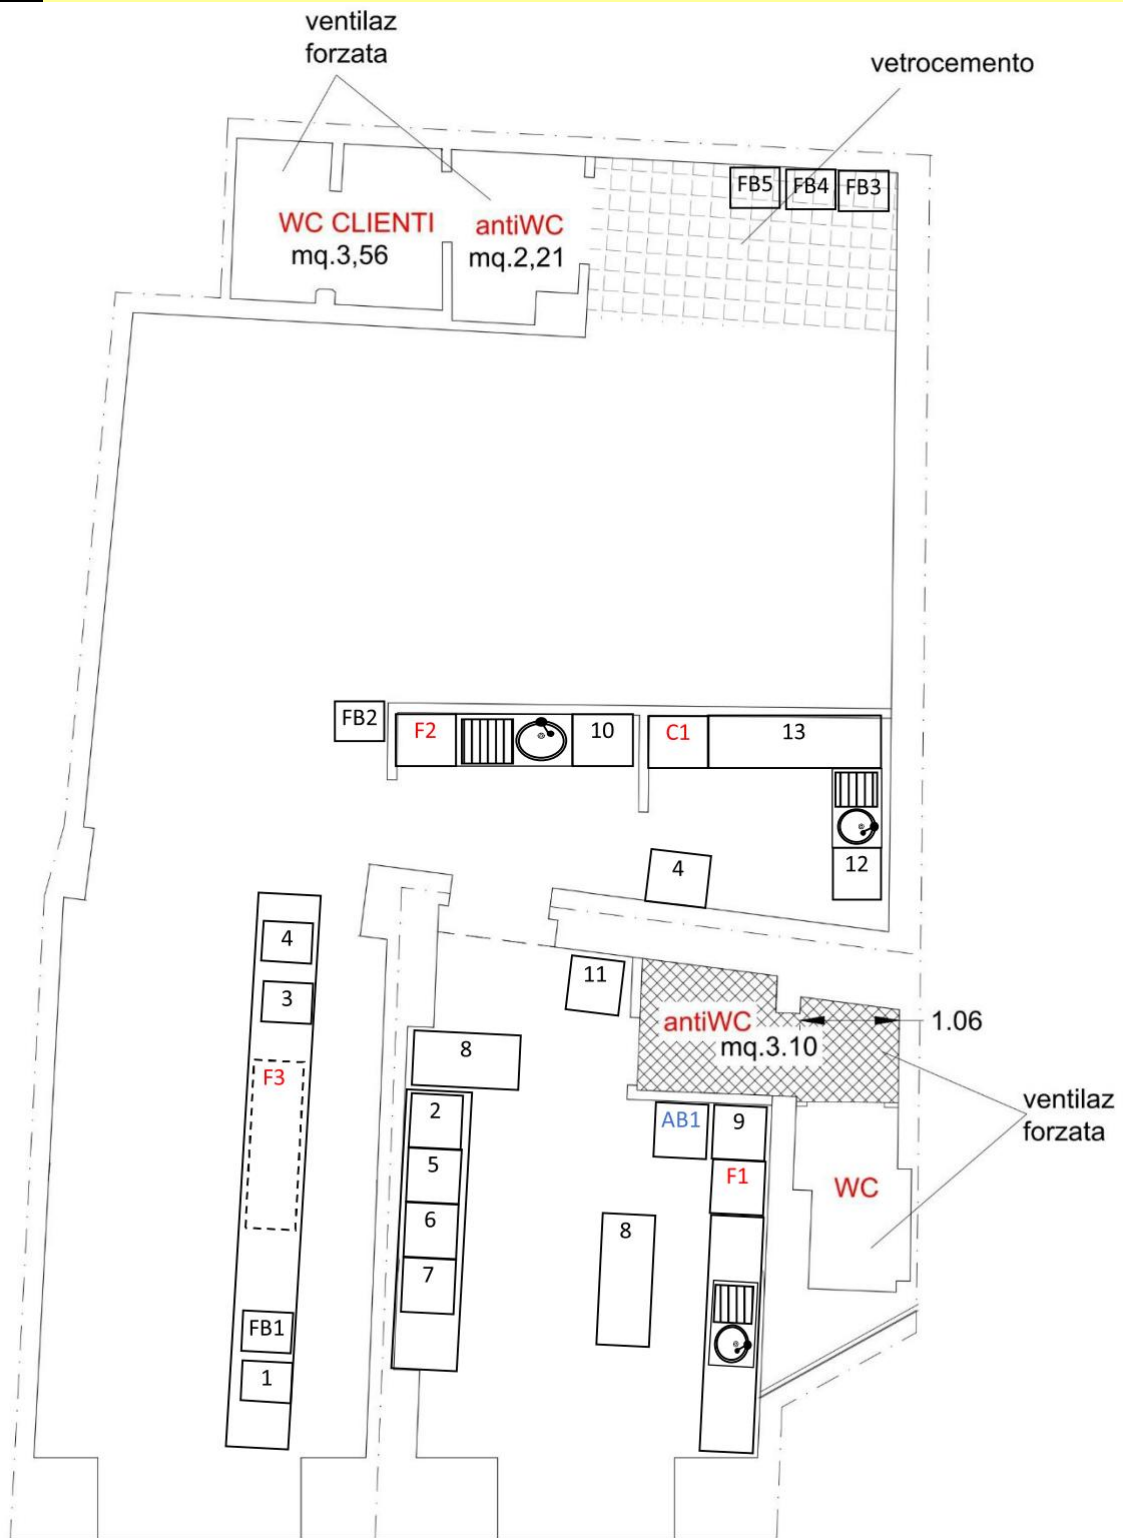 ventilaz
forzata
vetrocemento
FB5 FB4 FB3
WC CLIENTI
mq.3,56
antiWC
mq.2,21
FB2
F2
10
C1
13
12
4
4
3
F3
11
antiWC
mq.3.10
1.06
8
2
5
6
7
AB1
9
F1
8
WC
ventilaz
forzata
FB1
1